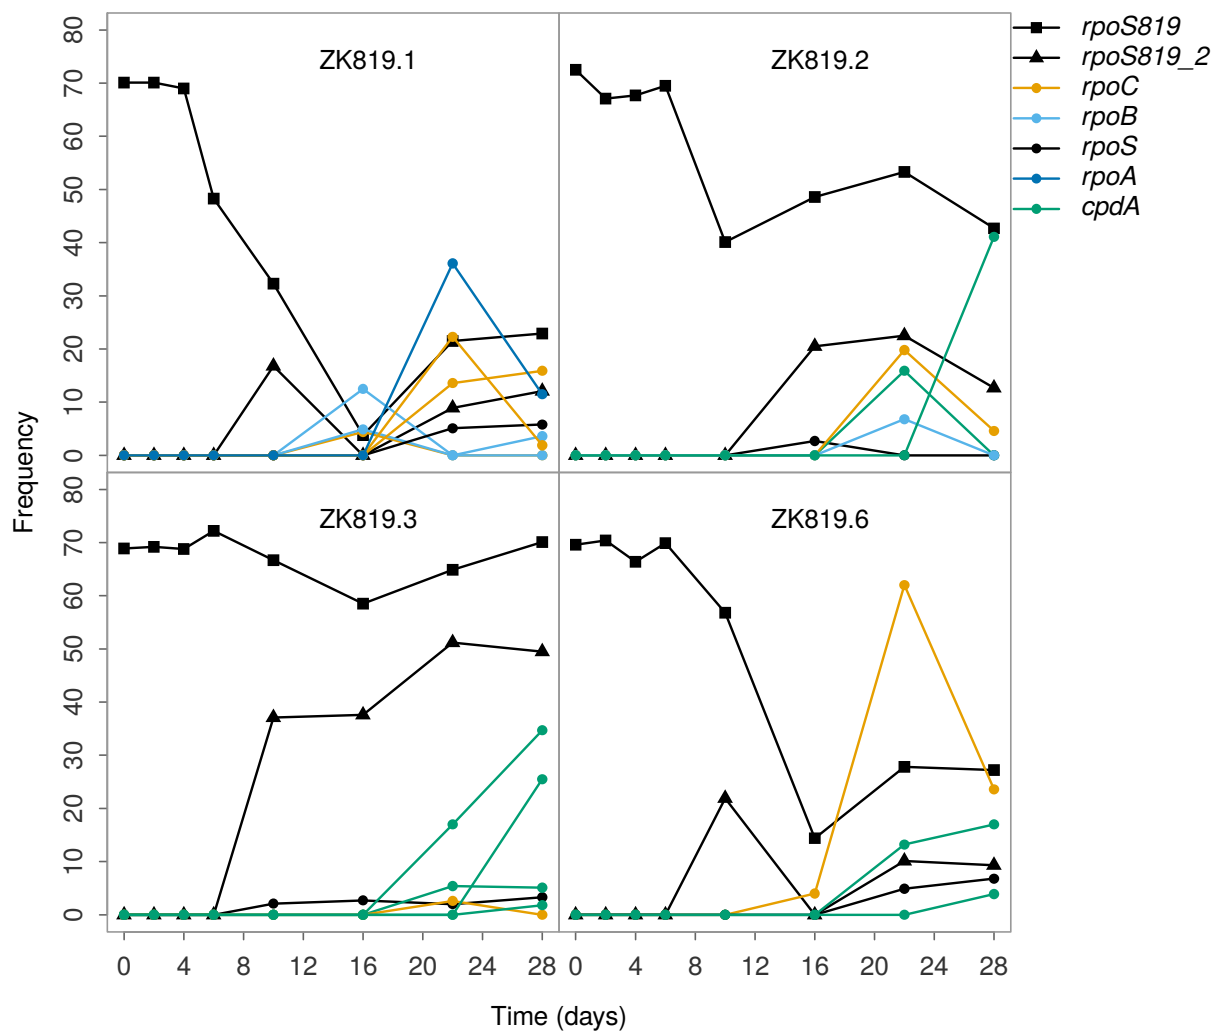 ZK819.1
ZK819.2
rpoS819
rpoS819_2
rpoC
rpoB
rpoS
rpoA
cpdA
80
70
60
50
40
30
20
10
0
ZK819.3
ZK819.6
80
70
60
50
40
30
20
10
0
Frequency
0 4 8 12 16 20 24 28 0 4 8 12 16 20 24 28
Time (days)